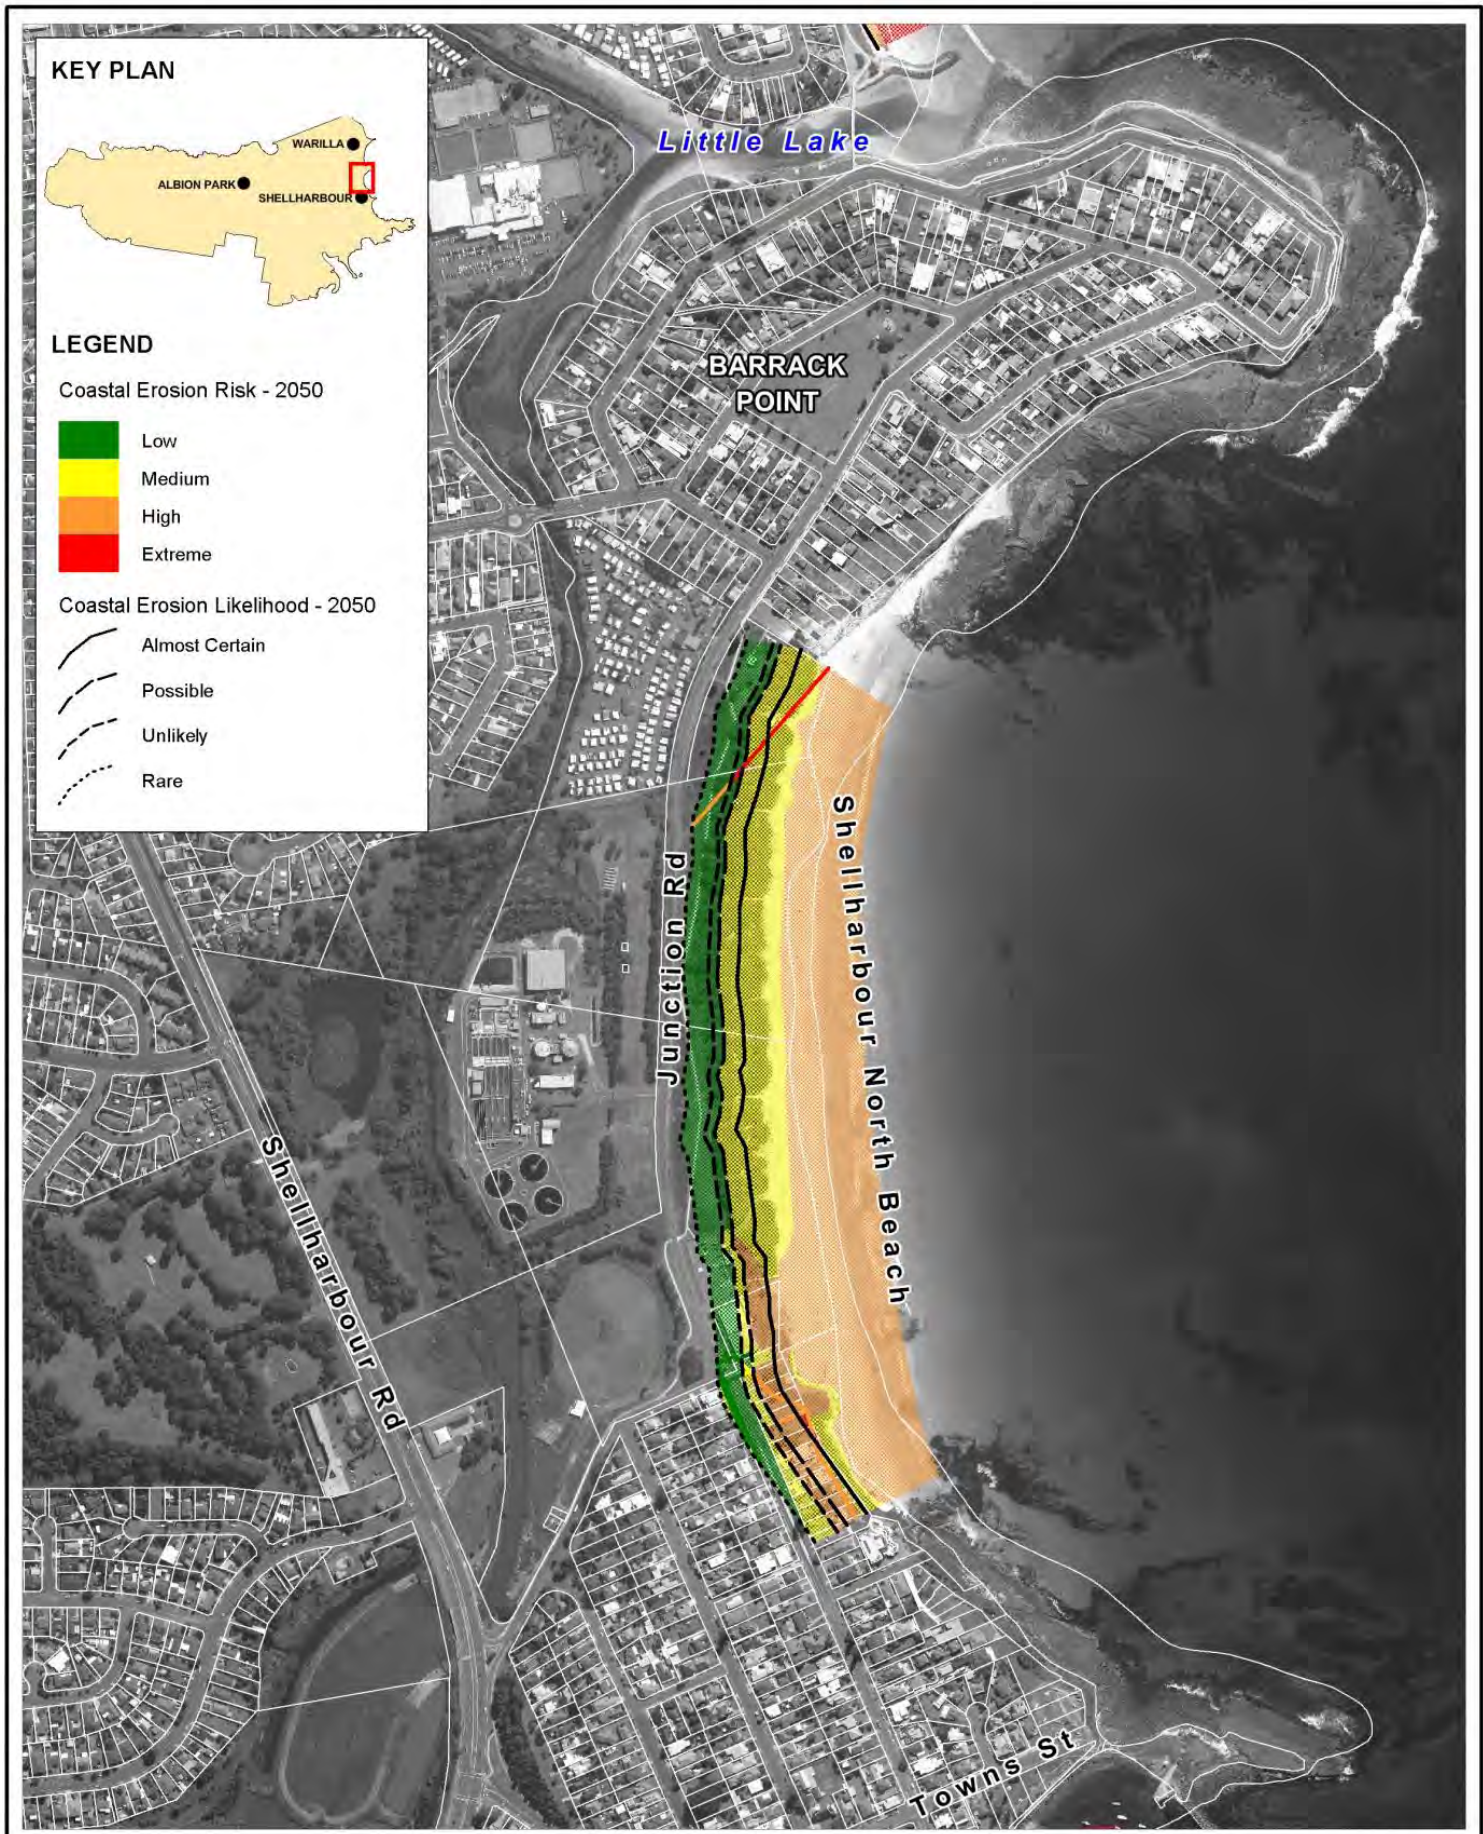 KEY PLAN
WARILLA
ALBION PARK
SHELLHARBOUR
LEGEND
Coastal Erosion Risk - 2050
Low
Medium
High
Extreme
Coastal Erosion Likelihood - 2050
Almost Certain
Possible
Unlikely
Rare
Little Lake
BARRACK
POINT
Junction Rd
Shellharbour North Beach
Shellharbour Rd
Towns St